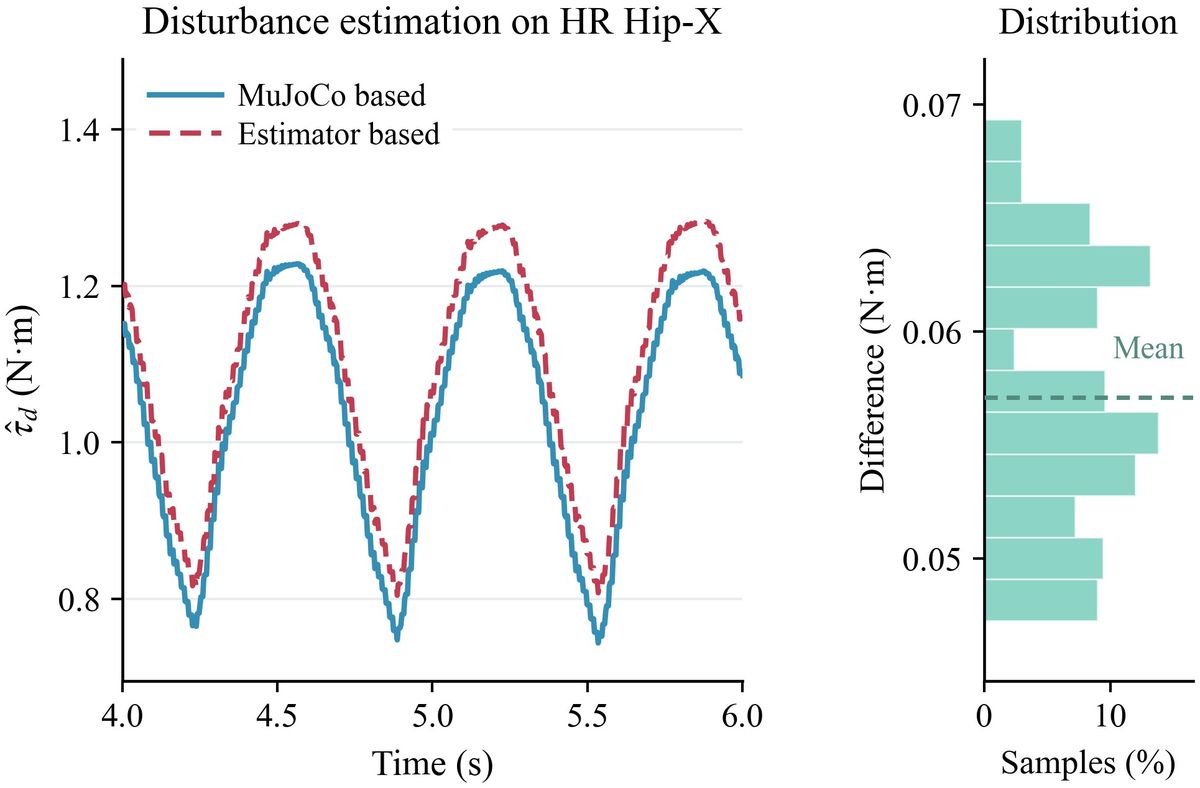 Disturbance estimation on HR Hip-X
MuJoCo based
Estimator based
1.4
1.2
1.0
0.8
τ̂d (N·m)
4.0 4.5 5.0 5.5 6.0
Time (s)
Distribution
0.07
0.06
0.05
Difference (N·m)
Mean
0 10
Samples (%)